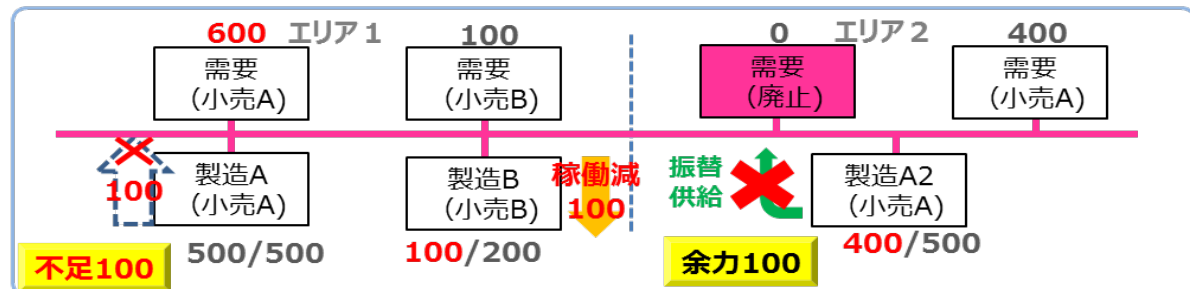 600 エリア1 100
0 エリア2 400
需要
(小売A)
需要
(小売B)
需要
(廃止)
需要
(小売A)
100
製造A
(小売A)
製造B
(小売B)
稼働減
100
振替
供給
製造A2
(小売A)
不足100
500/500
100/200
余力100
400/500